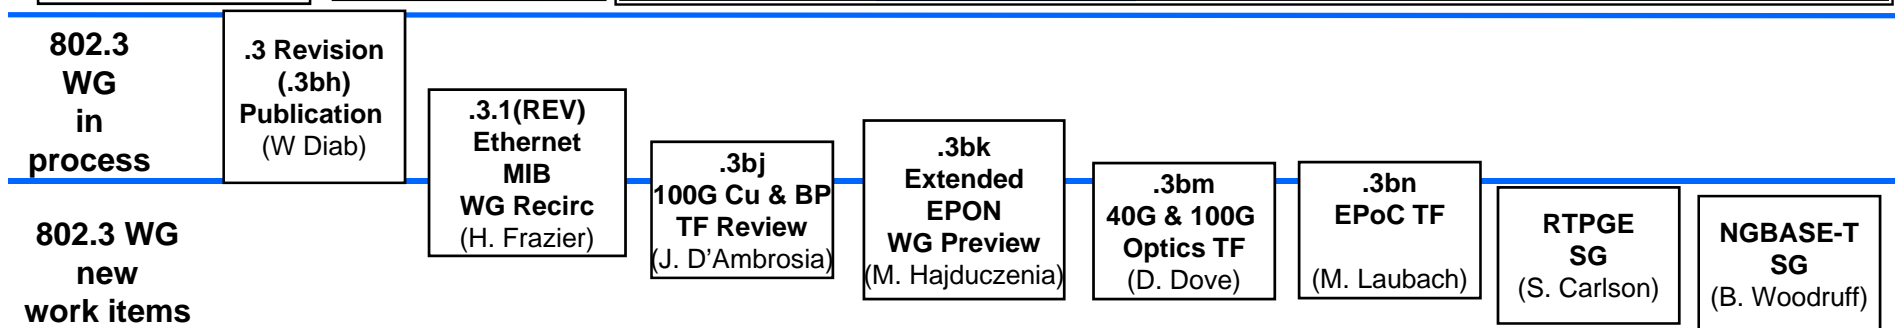 802.3
WG
in
process
.3 Revision
(.3bh)
Publication
(W Diab)
.3.1(REV)
Ethernet
MIB
WG Recirc
(H. Frazier)
.3bj
100G Cu & BP
TF Review
(J. D'Ambrosia)
.3bk
Extended
EPON
WG Preview
(M. Hajduczenia)
.3bm
40G & 100G
Optics TF
(D. Dove)
.3bn
EPoC TF
(M. Laubach)
RTPGE
SG
(S. Carlson)
NGBASE-T
SG
(B. Woodruff)
802.3 WG
new
work items